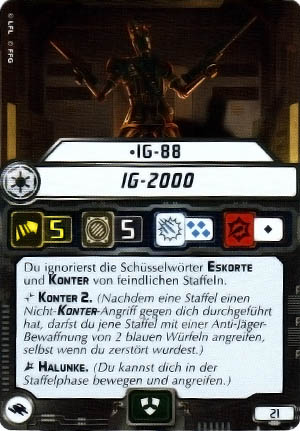 © LFL © FFG
•IG-88
IG-2000
5 5
Du ignorierst die Schüsselwörter ESKORTE
und KONTER von feindlichen Staffeln.
KONTER 2. (Nachdem eine Staffel einen
Nicht-KONTER-Angriff gegen dich durchgeführt
hat, darfst du jene Staffel mit einer Anti-Jäger-
Bewaffnung von 2 blauen Würfeln angreifen,
selbst wenn du zerstört wurdest.)
HALUNKE. (Du kannst dich in der
Staffelphase bewegen und angreifen.)
21